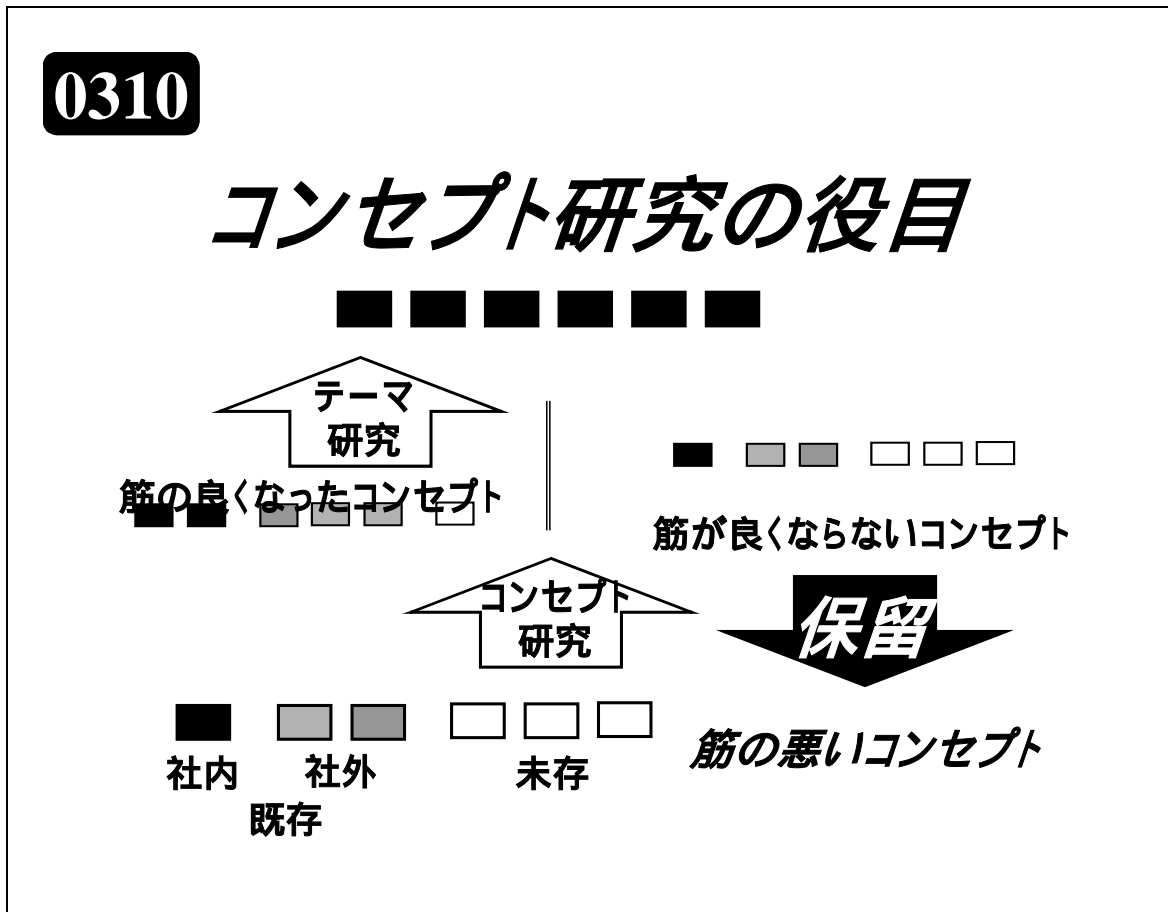 0310
コンセプト研究の役目
テーマ
研究
筋の良くなったコンセプト
筋が良くならないコンセプト
コンセプト
研究
保留
筋の悪いコンセプト
社内 社外 未存
既存